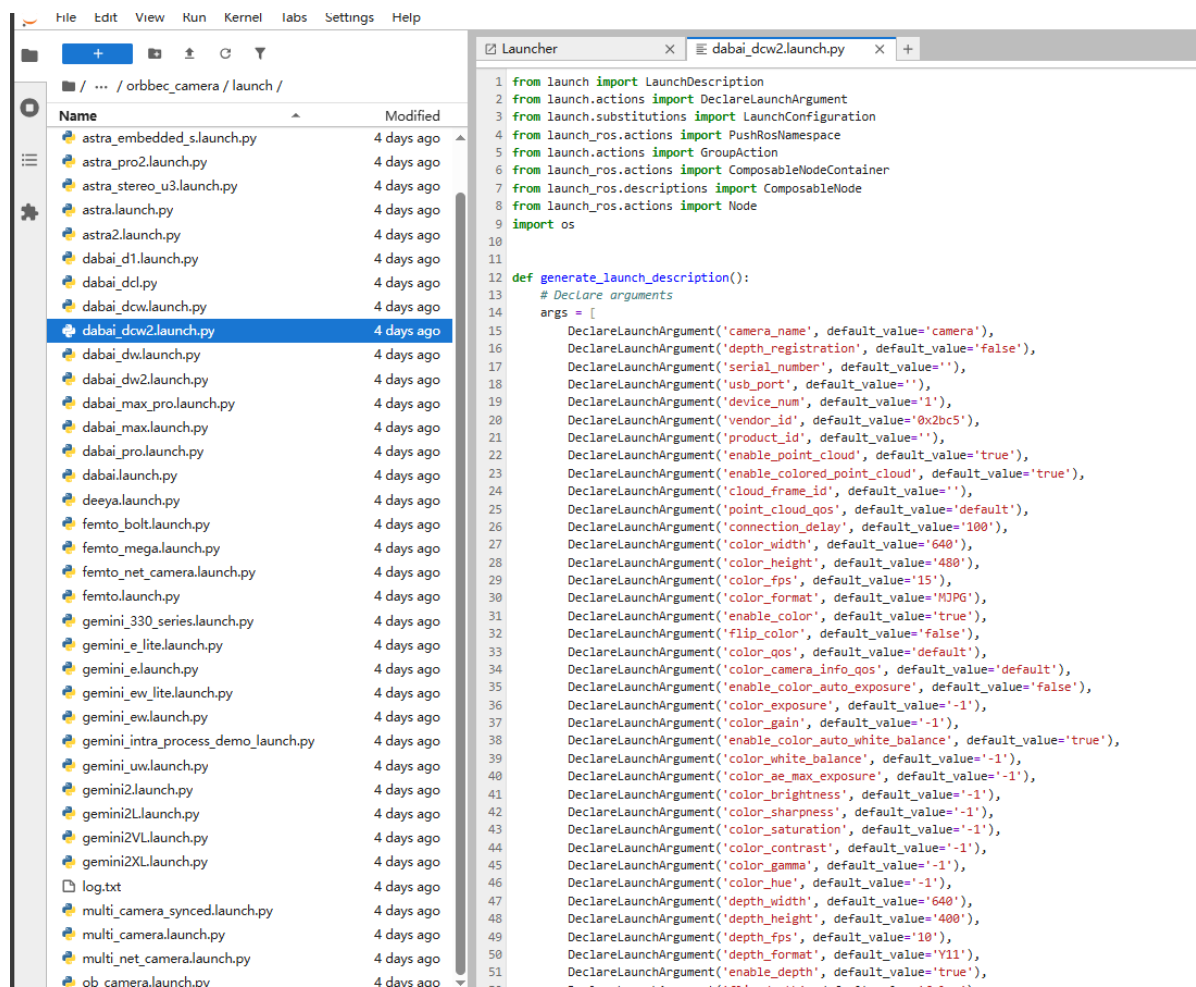 File Edit View Run Kernel Tabs Settings Help
+
/ ··· / orbbec_camera / launch /
Name Modified
astra_embedded_s.launch.py 4 days ago
astra_pro2.launch.py 4 days ago
astra_stereo_u3.launch.py 4 days ago
astra.launch.py 4 days ago
astra2.launch.py 4 days ago
dabai_d1.launch.py 4 days ago
dabai_dcl.py 4 days ago
dabai_dcw.launch.py 4 days ago
dabai_dcw2.launch.py 4 days ago
dabai_dw.launch.py 4 days ago
dabai_dw2.launch.py 4 days ago
dabai_max_pro.launch.py 4 days ago
dabai_max.launch.py 4 days ago
dabai_pro.launch.py 4 days ago
dabai.launch.py 4 days ago
deeya.launch.py 4 days ago
femto_bolt.launch.py 4 days ago
femto_mega.launch.py 4 days ago
femto_net_camera.launch.py 4 days ago
femto.launch.py 4 days ago
gemini_330_series.launch.py 4 days ago
gemini_e_lite.launch.py 4 days ago
gemini_e.launch.py 4 days ago
gemini_ew_lite.launch.py 4 days ago
gemini_ew.launch.py 4 days ago
gemini_intra_process_demo_launch.py 4 days ago
gemini_uw.launch.py 4 days ago
gemini2.launch.py 4 days ago
gemini2L.launch.py 4 days ago
gemini2VL.launch.py 4 days ago
gemini2XL.launch.py 4 days ago
log.txt 4 days ago
multi_camera_synced.launch.py 4 days ago
multi_camera.launch.py 4 days ago
multi_net_camera.launch.py 4 days ago
ob_camera.launch.py 4 days ago
Launcher × dabai_dcw2.launch.py × +
1 from launch import LaunchDescription
2 from launch.actions import DeclareLaunchArgument
3 from launch.substitutions import LaunchConfiguration
4 from launch_ros.actions import PushRosNamespace
5 from launch.actions import GroupAction
6 from launch_ros.actions import ComposableNodeContainer
7 from launch_ros.descriptions import ComposableNode
8 from launch_ros.actions import Node
9 import os
10
11
12 def generate_launch_description():
13     # Declare arguments
14     args = [
15         DeclareLaunchArgument('camera_name', default_value='camera'),
16         DeclareLaunchArgument('depth_registration', default_value='false'),
17         DeclareLaunchArgument('serial_number', default_value=''),
18         DeclareLaunchArgument('usb_port', default_value=''),
19         DeclareLaunchArgument('device_num', default_value='1'),
20         DeclareLaunchArgument('vendor_id', default_value='0x2bc5'),
21         DeclareLaunchArgument('product_id', default_value=''),
22         DeclareLaunchArgument('enable_point_cloud', default_value='true'),
23         DeclareLaunchArgument('enable_colored_point_cloud', default_value='true'),
24         DeclareLaunchArgument('cloud_frame_id', default_value=''),
25         DeclareLaunchArgument('point_cloud_qos', default_value='default'),
26         DeclareLaunchArgument('connection_delay', default_value='100'),
27         DeclareLaunchArgument('color_width', default_value='640'),
28         DeclareLaunchArgument('color_height', default_value='480'),
29         DeclareLaunchArgument('color_fps', default_value='15'),
30         DeclareLaunchArgument('color_format', default_value='MJPG'),
31         DeclareLaunchArgument('enable_color', default_value='true'),
32         DeclareLaunchArgument('flip_color', default_value='false'),
33         DeclareLaunchArgument('color_qos', default_value='default'),
34         DeclareLaunchArgument('color_camera_info_qos', default_value='default'),
35         DeclareLaunchArgument('enable_color_auto_exposure', default_value='false'),
36         DeclareLaunchArgument('color_exposure', default_value='-1'),
37         DeclareLaunchArgument('color_gain', default_value='-1'),
38         DeclareLaunchArgument('enable_color_auto_white_balance', default_value='true'),
39         DeclareLaunchArgument('color_white_balance', default_value='-1'),
40         DeclareLaunchArgument('color_ae_max_exposure', default_value='-1'),
41         DeclareLaunchArgument('color_brightness', default_value='-1'),
42         DeclareLaunchArgument('color_sharpness', default_value='-1'),
43         DeclareLaunchArgument('color_saturation', default_value='-1'),
44         DeclareLaunchArgument('color_contrast', default_value='-1'),
45         DeclareLaunchArgument('color_gamma', default_value='-1'),
46         DeclareLaunchArgument('color_hue', default_value='-1'),
47         DeclareLaunchArgument('depth_width', default_value='640'),
48         DeclareLaunchArgument('depth_height', default_value='400'),
49         DeclareLaunchArgument('depth_fps', default_value='10'),
50         DeclareLaunchArgument('depth_format', default_value='Y11'),
51         DeclareLaunchArgument('enable_depth', default_value='true'),